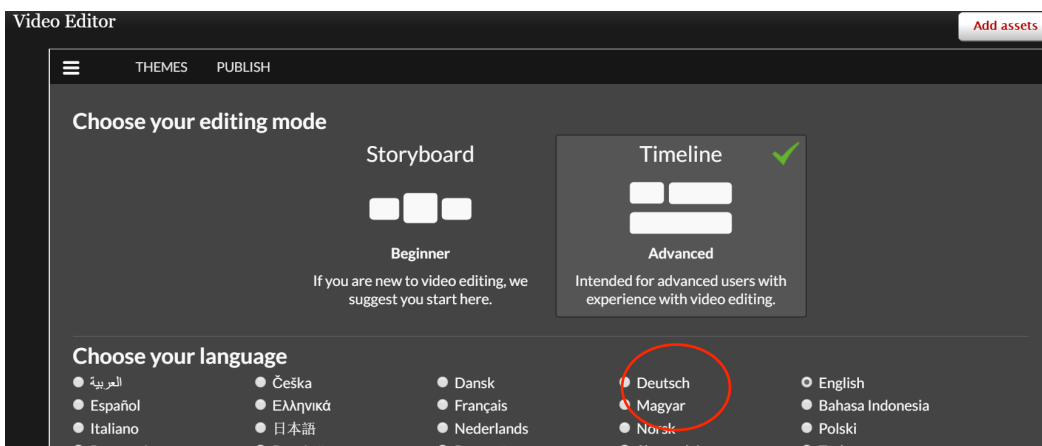 Video Editor
Add assets
THEMES PUBLISH
Choose your editing mode
Storyboard
Beginner
If you are new to video editing, we
suggest you start here.
Timeline
Advanced
Intended for advanced users with
experience with video editing.
Choose your language
العربية Češka Dansk Deutsch English
Español Ελληνικά Français Magyar Bahasa Indonesia
Italiano 日本語 Nederlands Norsk Polski